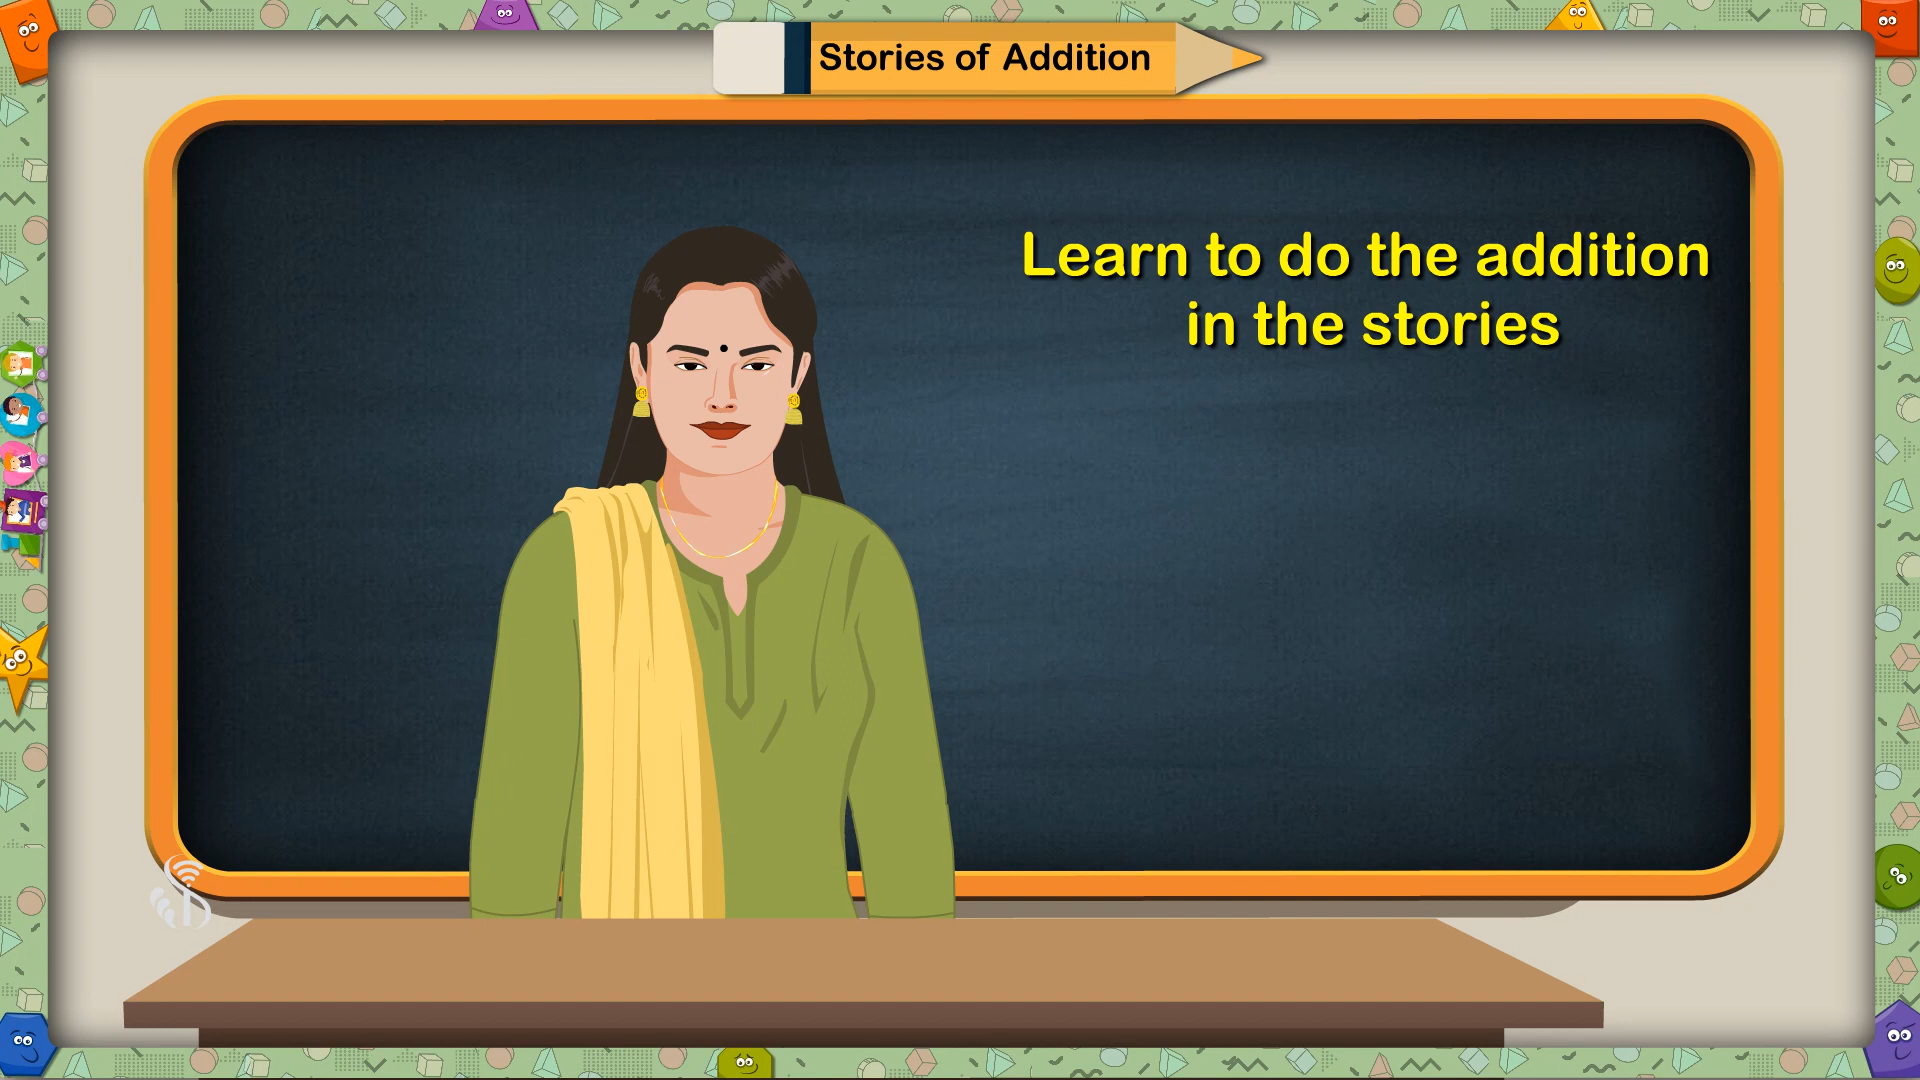 Stories of Addition
Learn to do the addition
in the stories